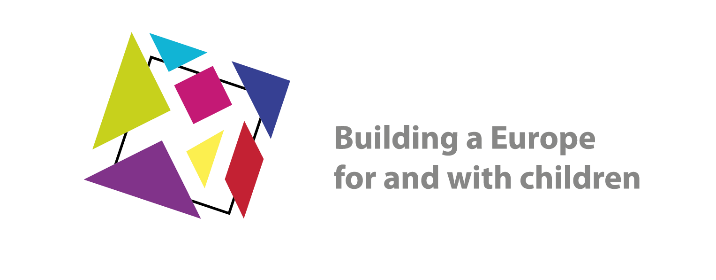 Building a Europe
for and with children